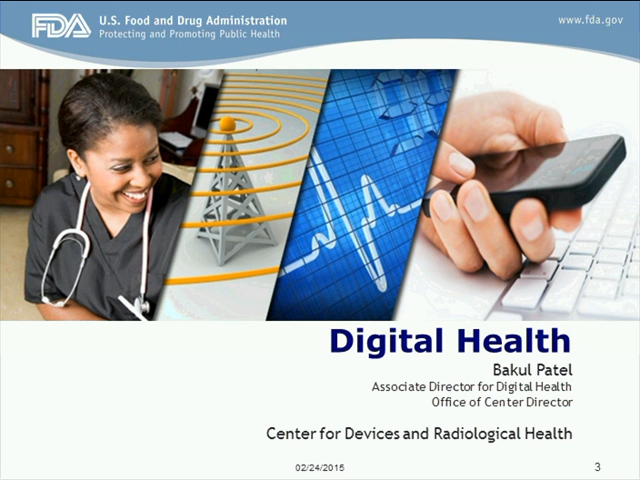 FDA U.S. Food and Drug Administration
Protecting and Promoting Public Health
www.fda.gov
Digital Health
Bakul Patel
Associate Director for Digital Health
Office of Center Director
Center for Devices and Radiological Health
02/24/2015
3